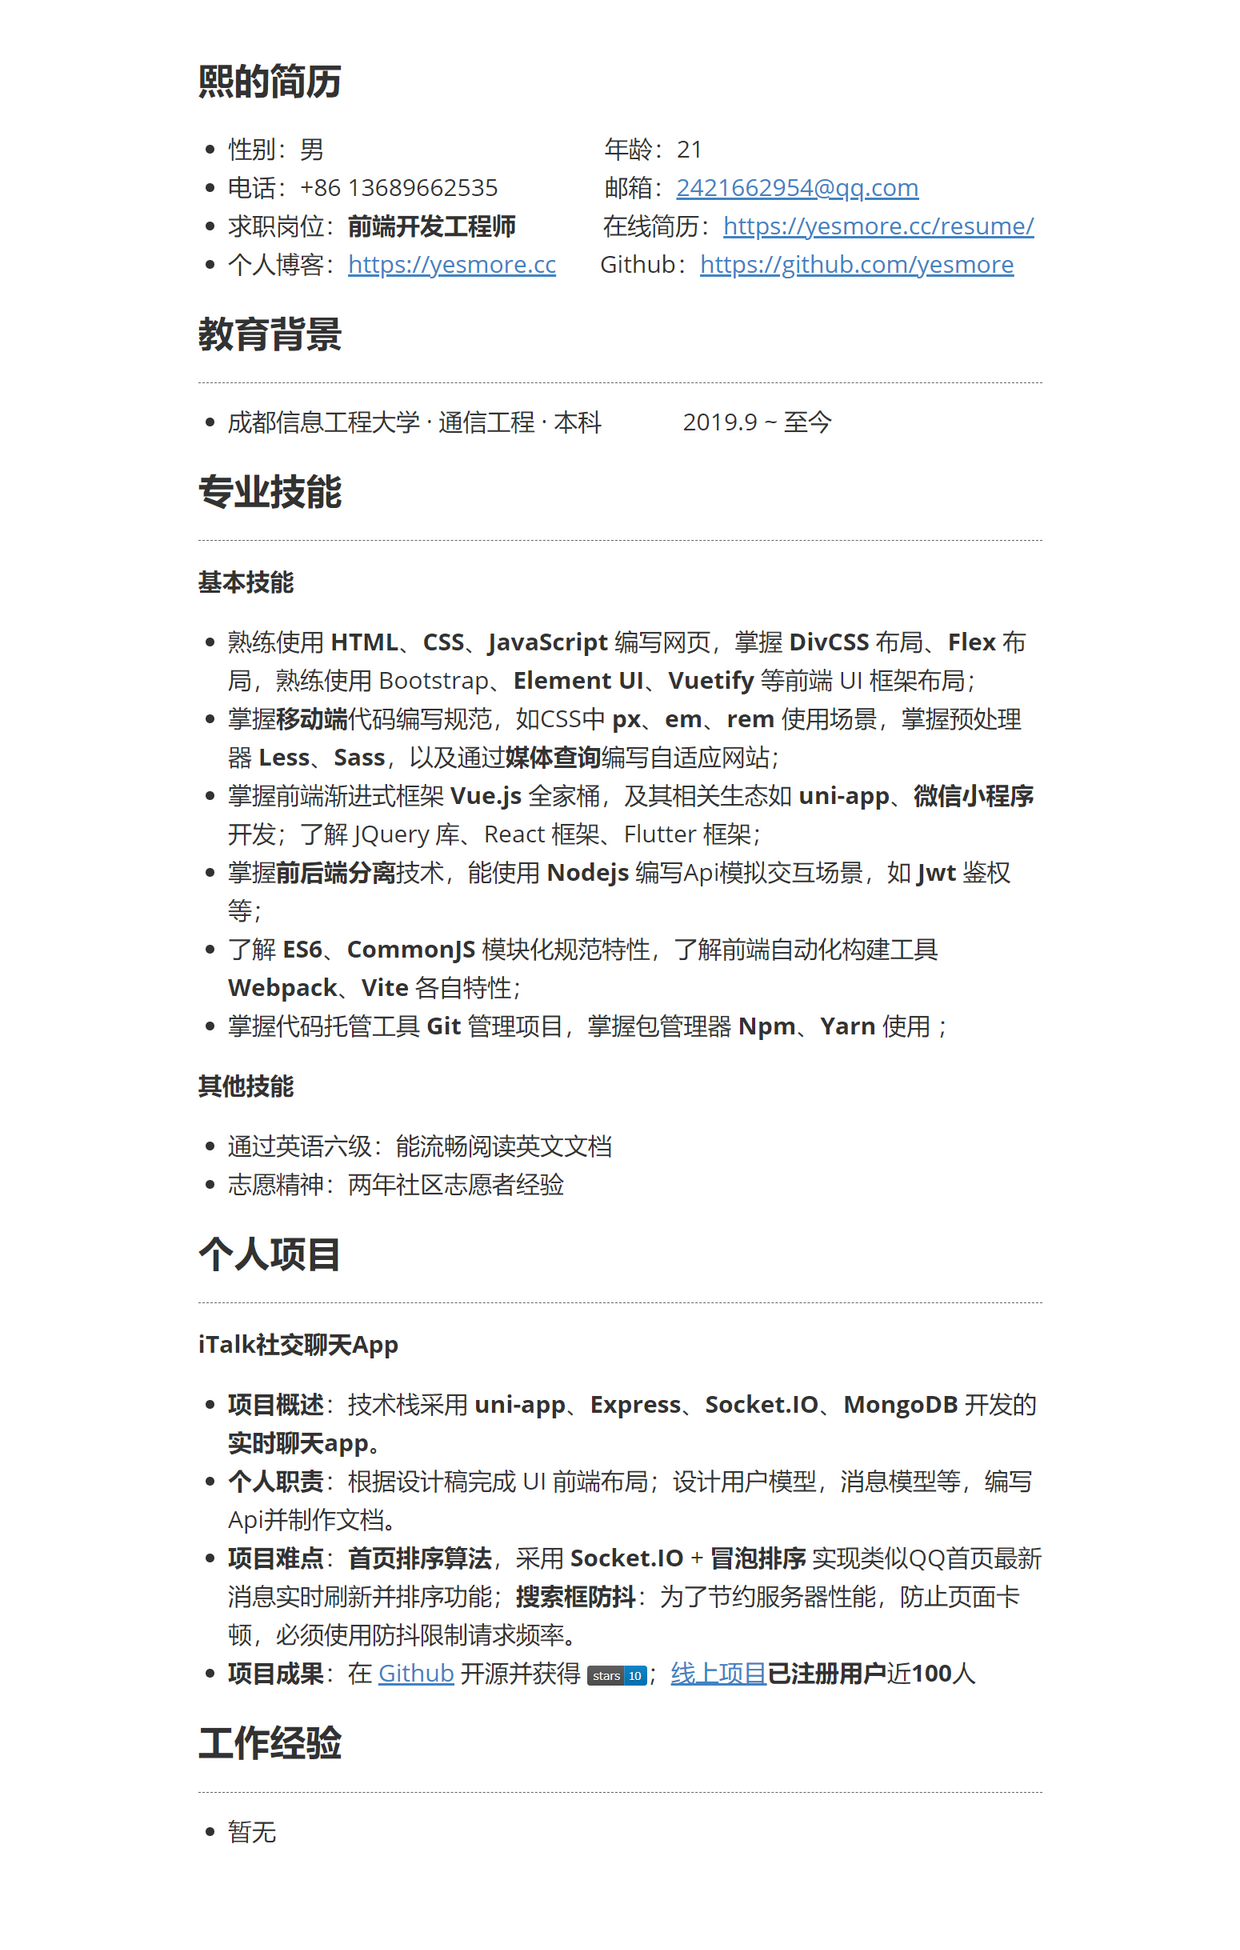 熙的简历
性别：男 年龄：21
电话：+86 13689662535 邮箱：2421662954@qq.com
求职岗位：前端开发工程师 在线简历：https://yesmore.cc/resume/
个人博客：https://yesmore.cc Github：https://github.com/yesmore
教育背景
成都信息工程大学 · 通信工程 · 本科 2019.9 ~ 至今
专业技能
基本技能
熟练使用 HTML、CSS、JavaScript 编写网页，掌握 DivCSS 布局、Flex 布
局，熟练使用 Bootstrap、Element UI、Vuetify 等前端 UI 框架布局；
掌握移动端代码编写规范，如CSS中 px、em、rem 使用场景，掌握预处理
器 Less、Sass，以及通过媒体查询编写自适应网站；
掌握前端渐进式框架 Vue.js 全家桶，及其相关生态如 uni-app、微信小程序
开发；了解 JQuery 库、React 框架、Flutter 框架；
掌握前后端分离技术，能使用 Nodejs 编写Api模拟交互场景，如 Jwt 鉴权
等；
了解 ES6、CommonJS 模块化规范特性，了解前端自动化构建工具
Webpack、Vite 各自特性；
掌握代码托管工具 Git 管理项目，掌握包管理器 Npm、Yarn 使用 ；
其他技能
通过英语六级：能流畅阅读英文文档
志愿精神：两年社区志愿者经验
个人项目
iTalk社交聊天App
项目概述：技术栈采用 uni-app、Express、Socket.IO、MongoDB 开发的
实时聊天app。
个人职责：根据设计稿完成 UI 前端布局；设计用户模型，消息模型等，编写
Api并制作文档。
项目难点：首页排序算法，采用 Socket.IO + 冒泡排序 实现类似QQ首页最新
消息实时刷新并排序功能；搜索框防抖：为了节约服务器性能，防止页面卡
顿，必须使用防抖限制请求频率。
项目成果：在 Github 开源并获得 stars 10；线上项目已注册用户近100人
工作经验
暂无